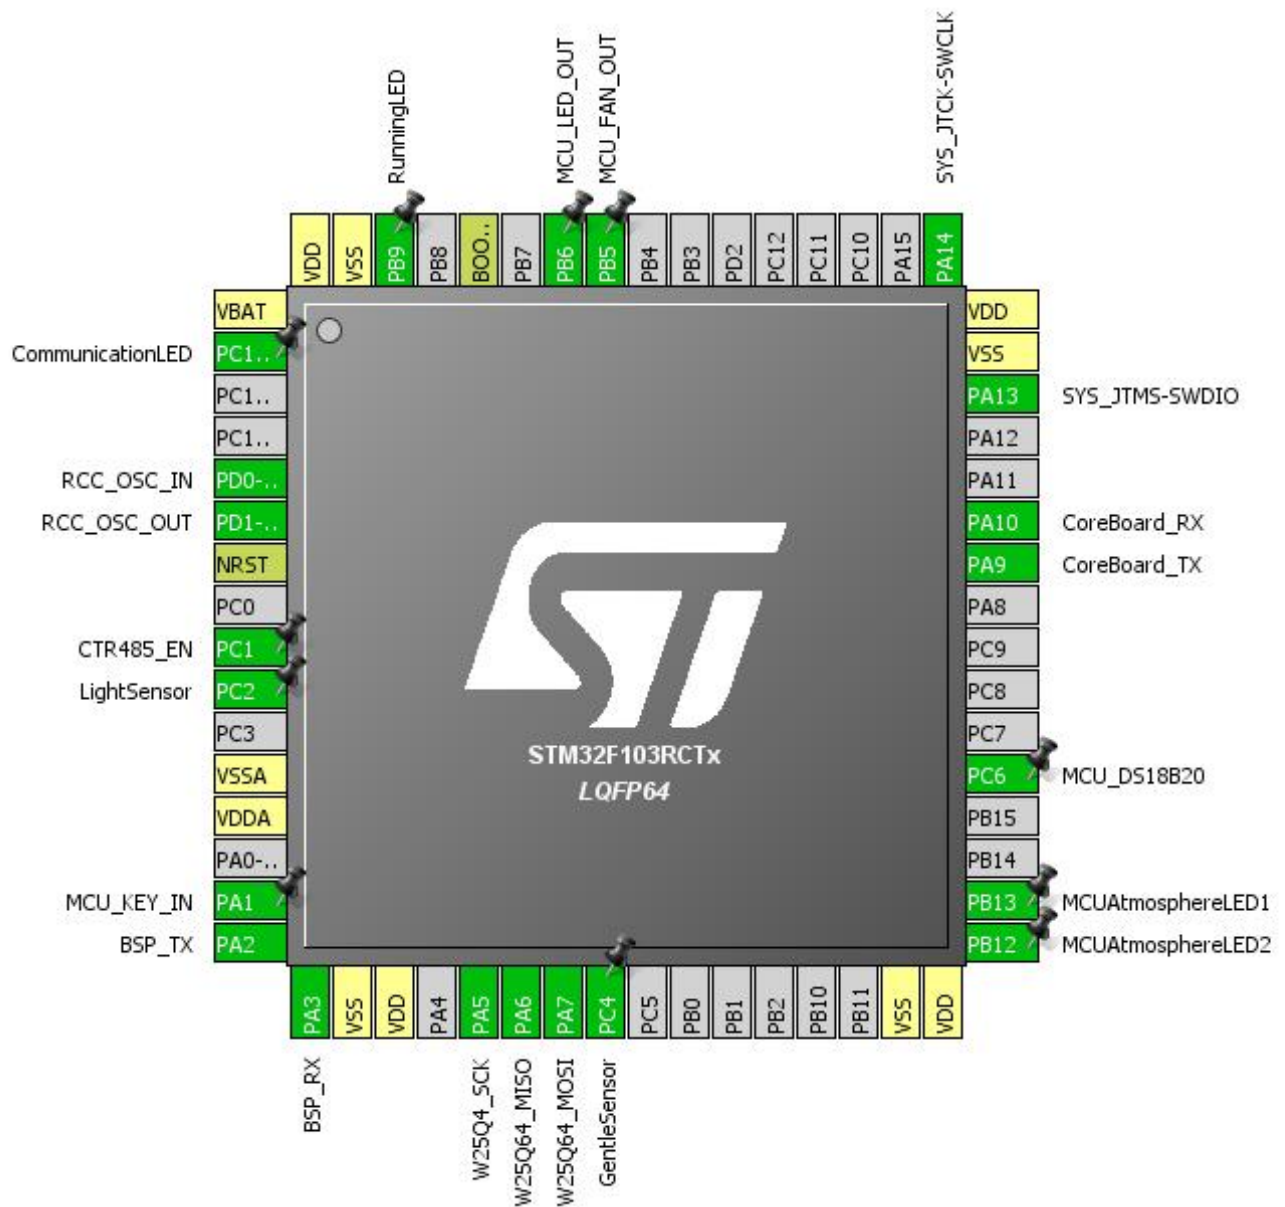 RunningLED
MCU_LED_OUT
MCU_FAN_OUT
SYS_JTCK-SWCLK
VDD
VSS
PB9
PB8
BOO..
PB7
PB6
PB5
PB4
PB3
PD2
PC12
PC11
PC10
PA15
PA14
VBAT
CommunicationLED PC1..
PC1..
PC1..
RCC_OSC_IN PD0-..
RCC_OSC_OUT PD1-..
NRST
PC0
CTR485_EN PC1
LightSensor PC2
PC3
VSSA
VDDA
PA0-..
MCU_KEY_IN PA1
BSP_TX PA2
STM32F103RCTx
LQFP64
VDD
VSS
PA13 SYS_JTMS-SWDIO
PA12
PA11
PA10 CoreBoard_RX
PA9 CoreBoard_TX
PA8
PC9
PC8
PC7
PC6 MCU_DS18B20
PB15
PB14
PB13 MCUAtmosphereLED1
PB12 MCUAtmosphereLED2
PA3
VSS
VDD
PA4
PA5
PA6
PA7
PC4
PC5
PB0
PB1
PB2
PB10
PB11
VSS
VDD
BSP_RX
W25Q4_SCK
W25Q64_MISO
W25Q64_MOSI
GentleSensor